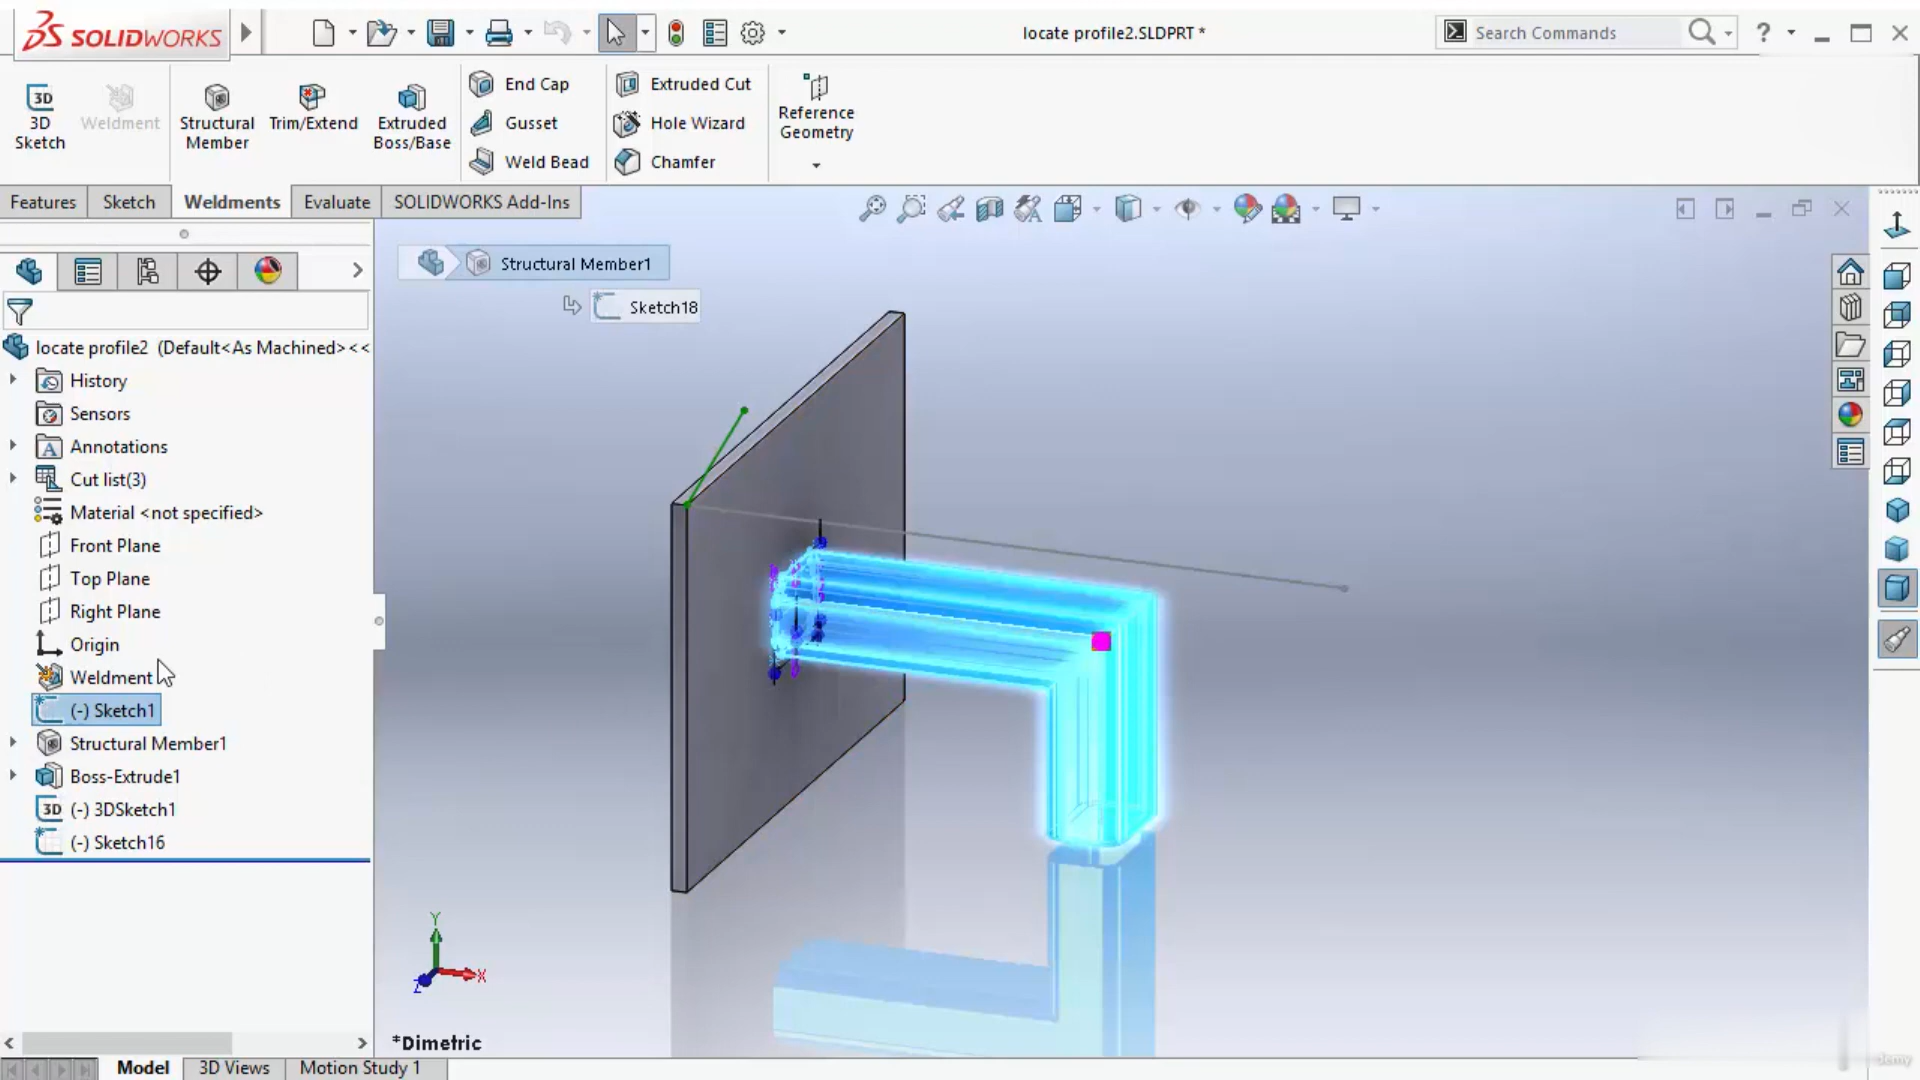 SOLIDWORKS
locate profile2.SLDPRT *
Search Commands
?
3D
3D Sketch
Weldment
Structural Member
Trim/Extend
Extruded Boss/Base
End Cap
Gusset
Weld Bead
Extruded Cut
Hole Wizard
Chamfer
Reference Geometry
Features
Sketch
Weldments
Evaluate
SOLIDWORKS Add-Ins
Structural Member1
Sketch18
locate profile2 (Default<As Machined><<
History
Sensors
A
Annotations
Cut list(3)
Material <not specified>
Front Plane
Top Plane
Right Plane
Origin
Weldment
(-) Sketch1
Structural Member1
Boss-Extrude1
3D
(-) 3DSketch1
(-) Sketch16
Y
X
Z
*Dimetric
Model
3D Views
Motion Study 1
demy